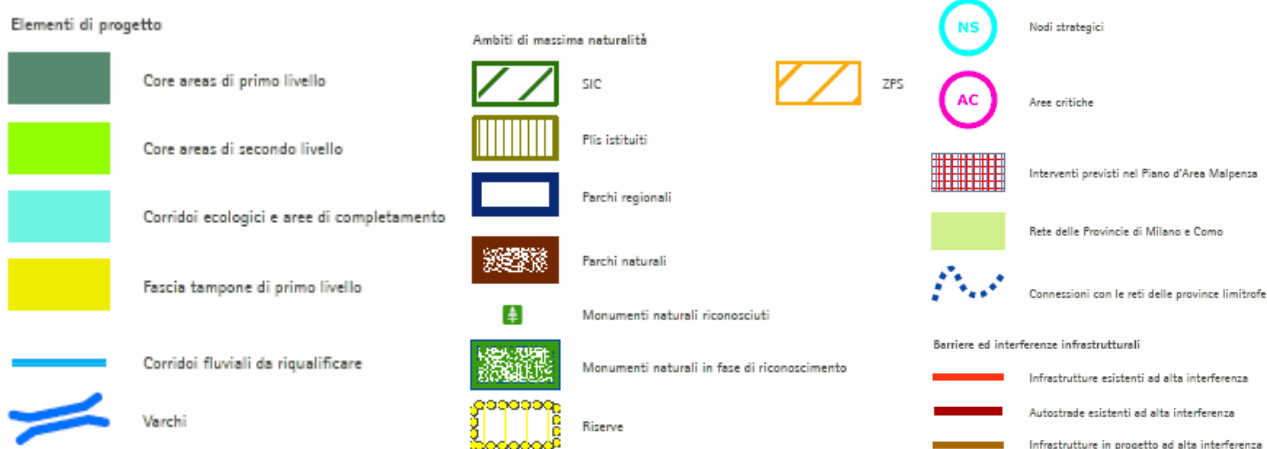 Elementi di progetto
Core areas di primo livello
Core areas di secondo livello
Corridoi ecologici e aree di completamento
Fascia tampone di primo livello
Corridoi fluviali da riqualificare
Varchi
Ambiti di massima naturalità
SIC
ZPS
Plis istituiti
Parchi regionali
Parchi naturali
Monumenti naturali riconosciuti
Monumenti naturali in fase di riconoscimento
Riserve
NS
Nodi strategici
AC
Aree critiche
Interventi previsti nel Piano d'Area Malpensa
Rete delle Provincie di Milano e Como
Connessioni con le reti delle province limitrofe
Barriere ed interferenze infrastrutturali
Infrastrutture esistenti ad alta interferenza
Autostrade esistenti ad alta interferenza
Infrastrutture in progetto ad alta interferenza